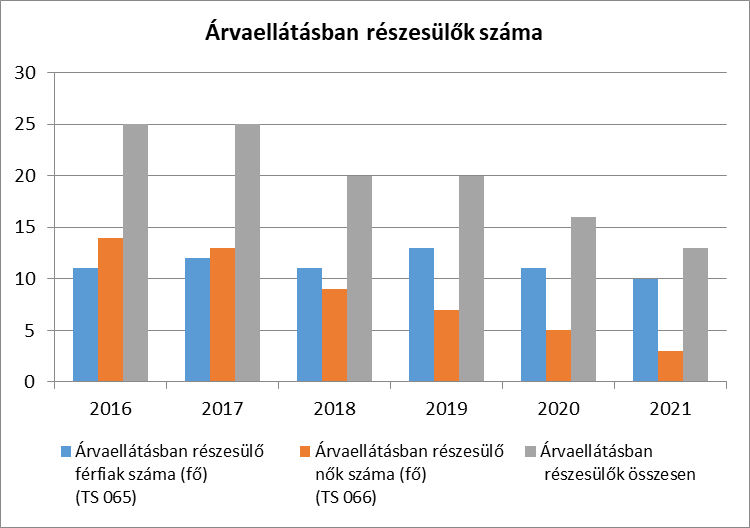 Árvaellátásban részesülők száma
30
25
20
15
10
5
0
2016 2017 2018 2019 2020 2021
Árvaellátásban részesülő
férfiak száma (fő)
(TS 065)
Árvaellátásban részesülő
nők száma (fő)
(TS 066)
Árvaellátásban
részesülők összesen